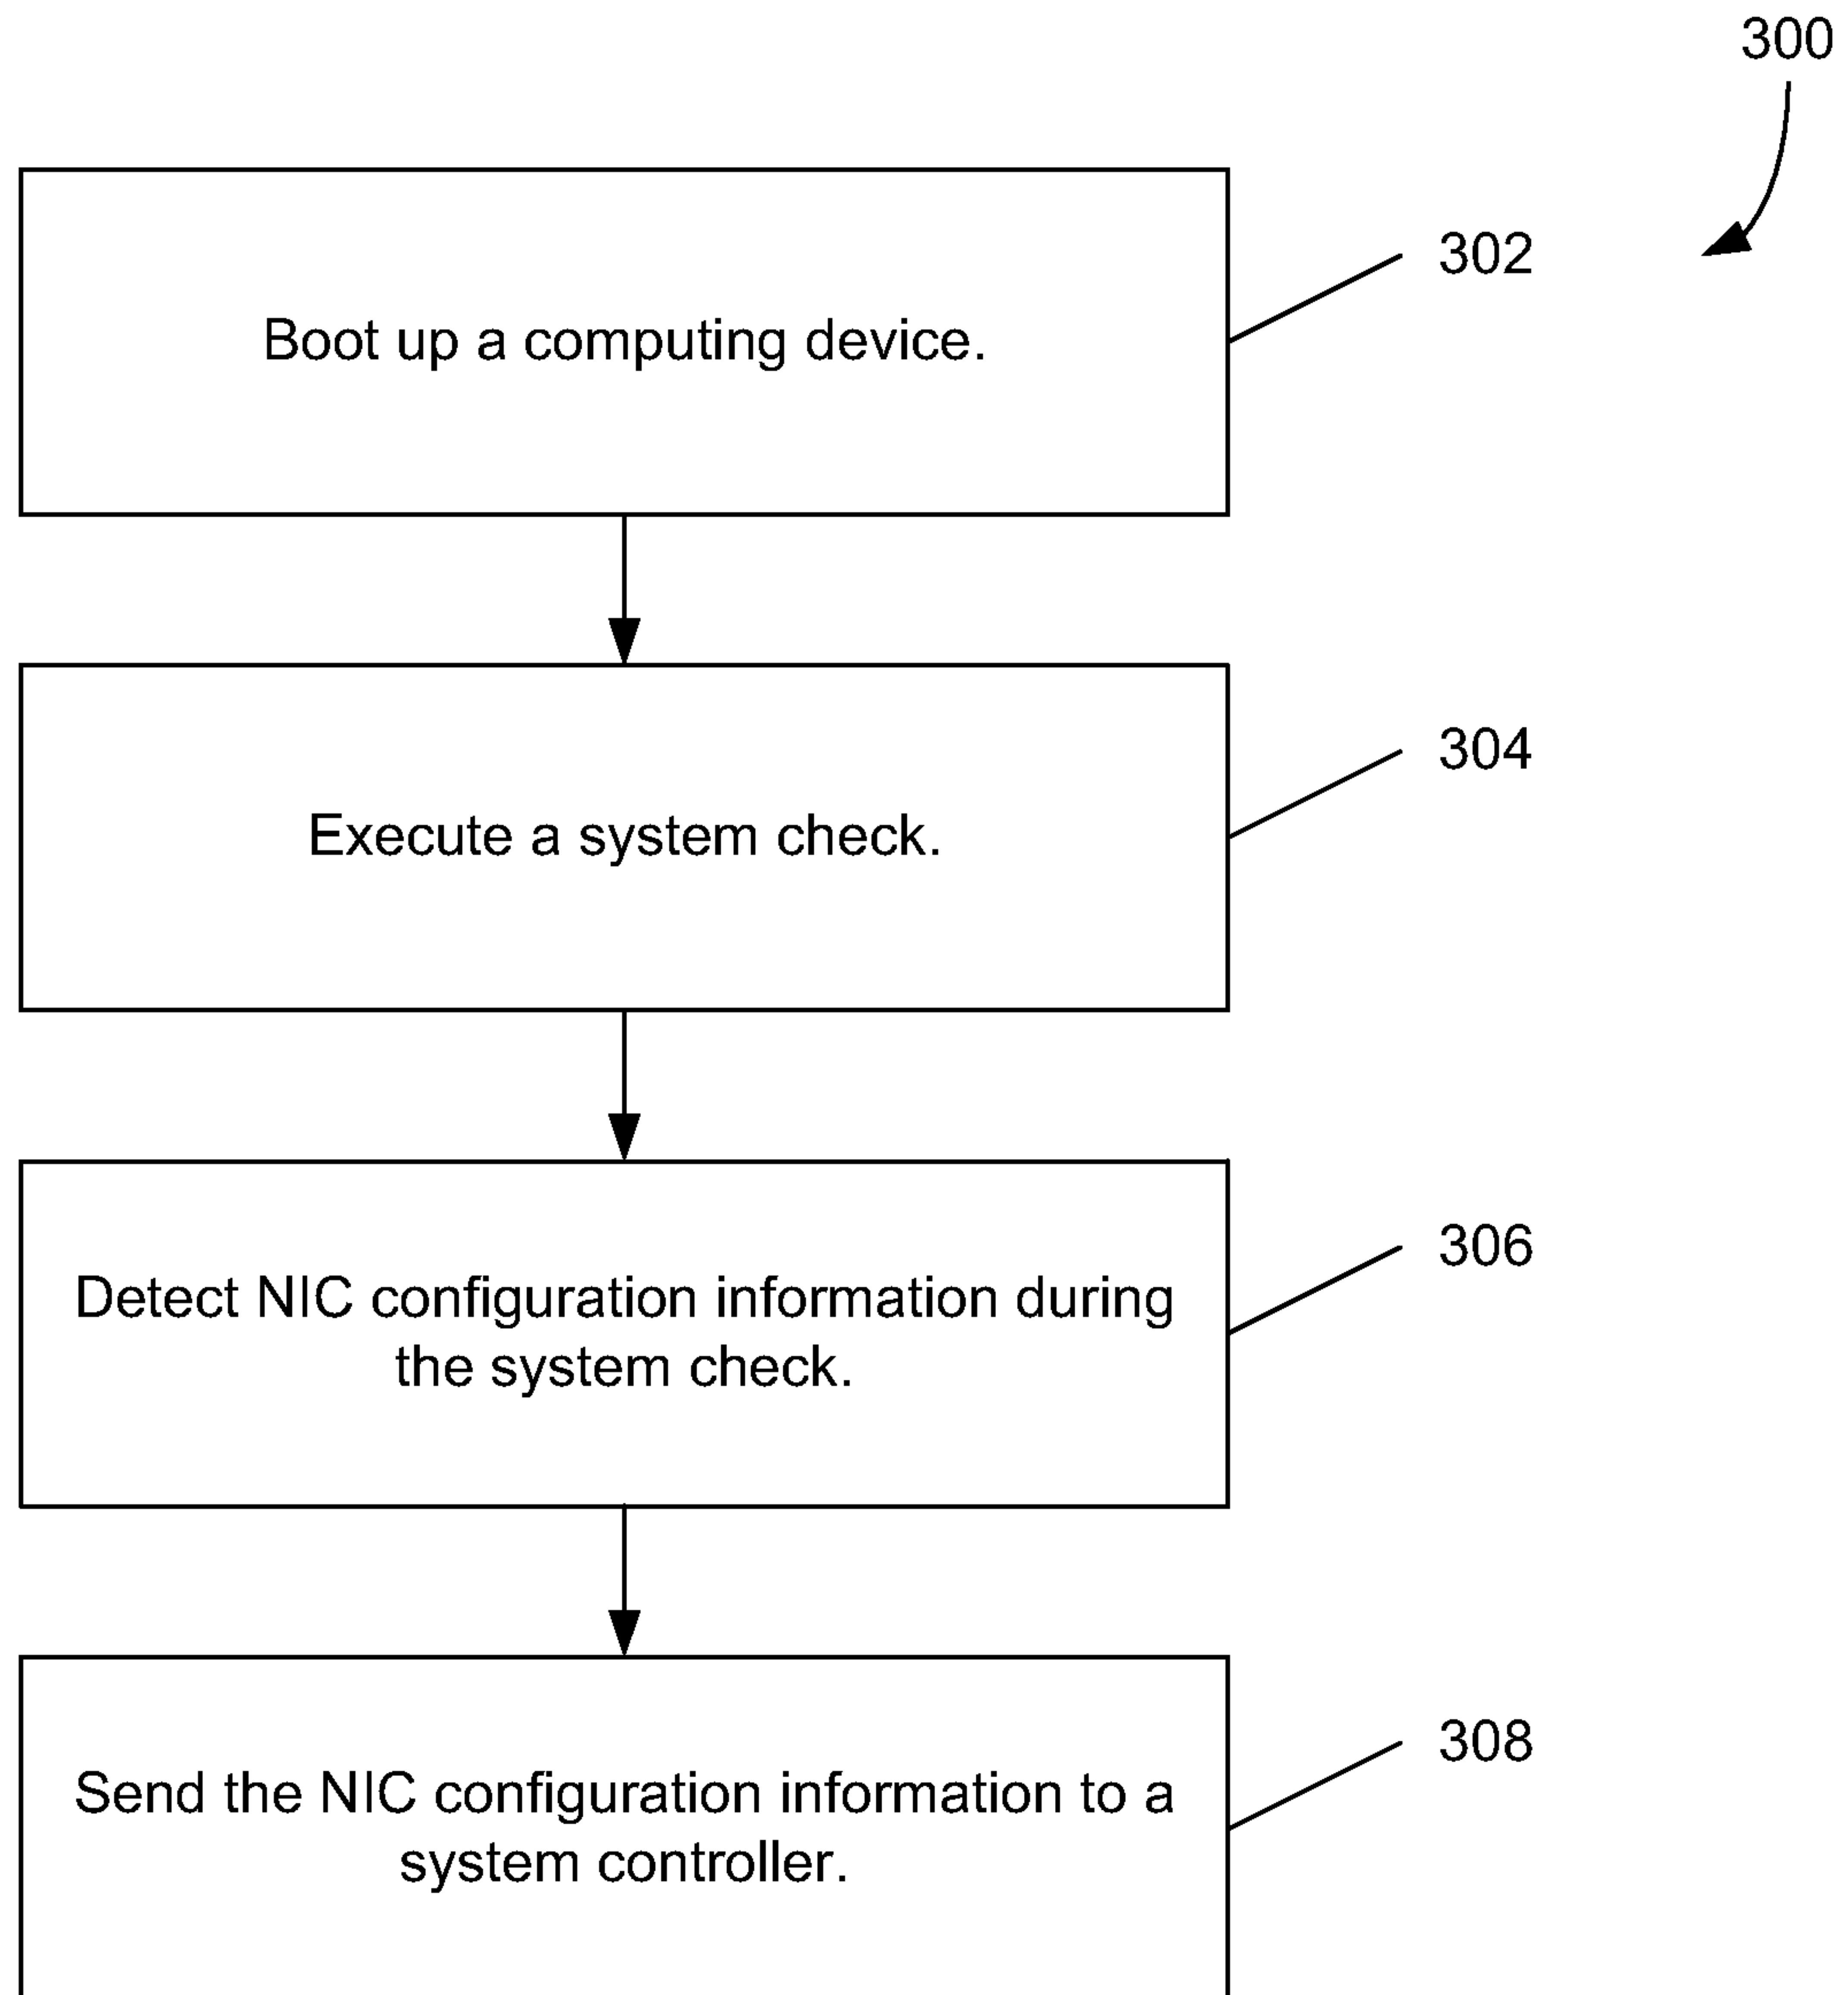 300
302
Boot up a computing device.
304
Execute a system check.
306
Detect NIC configuration information during
the system check.
308
Send the NIC configuration information to a
system controller.